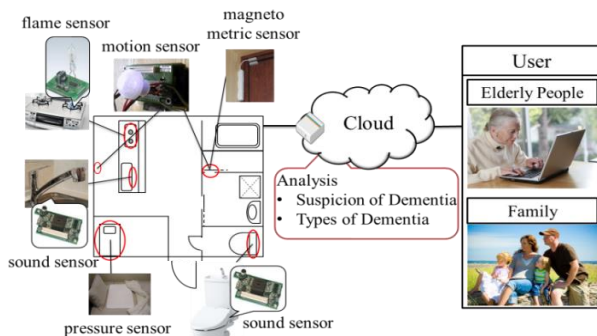 flame sensor
motion sensor
magneto
metric sensor
sound sensor
pressure sensor
sound sensor
Cloud
Analysis
• Suspicion of Dementia
• Types of Dementia
User
Elderly People
Family